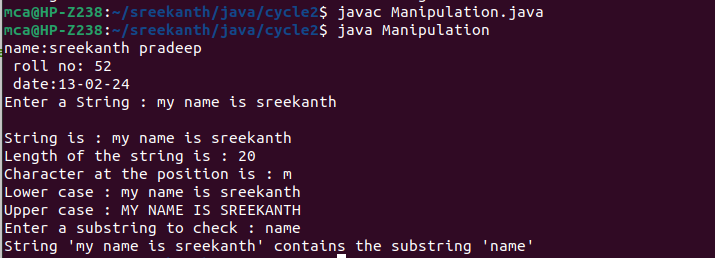 mca@HP-Z238:~/sreekanth/java/cycle2$ javac Manipulation.java
mca@HP-Z238:~/sreekanth/java/cycle2$ java Manipulation
name:sreekanth pradeep
 roll no: 52
 date:13-02-24
Enter a String : my name is sreekanth

String is : my name is sreekanth
Length of the string is : 20
Character at the position is : m
Lower case : my name is sreekanth
Upper case : MY NAME IS SREEKANTH
Enter a substring to check : name
String 'my name is sreekanth' contains the substring 'name'